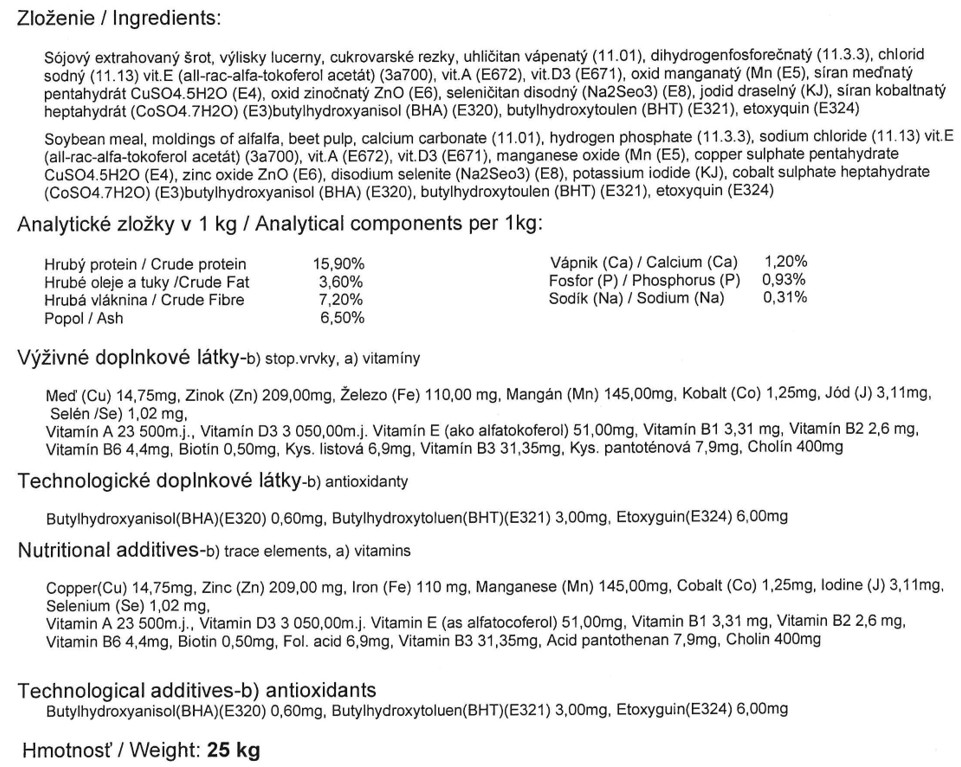 Zloženie / Ingredients:
Sójový extrahovaný šrot, výlisky lucerny, cukrovarské rezky, uhličitan vápenatý (11.01), dihydrogenfosforečnatý (11.3.3), chlorid
sodný (11.13) vit.E (all-rac-alfa-tokoferol acetát) (3a700), vit.A (E672), vit.D3 (E671), oxid manganatý (Mn (E5), síran meďnatý
pentahydrát CuSO4.5H2O (E4), oxid zinočnatý ZnO (E6), seleničitan disodný (Na2Seo3) (E8), jodid draselný (KJ), síran kobaltnatý
heptahydrát (CoSO4.7H2O) (E3)butylhydroxyanisol (BHA) (E320), butylhydroxytoulen (BHT) (E321), etoxyquin (E324)
Soybean meal, moldings of alfalfa, beet pulp, calcium carbonate (11.01), hydrogen phosphate (11.3.3), sodium chloride (11.13) vit.E
(all-rac-alfa-tokoferol acetát) (3a700), vit.A (E672), vit.D3 (E671), manganese oxide (Mn (E5), copper sulphate pentahydrate
CuSO4.5H2O (E4), zinc oxide ZnO (E6), disodium selenite (Na2Seo3) (E8), potassium iodide (KJ), cobalt sulphate heptahydrate
(CoSO4.7H2O) (E3)butylhydroxyanisol (BHA) (E320), butylhydroxytoulen (BHT) (E321), etoxyquin (E324)
Analytické zložky v 1 kg / Analytical components per 1kg:
Hrubý protein / Crude protein 15,90%
Hrubé oleje a tuky /Crude Fat 3,60%
Hrubá vláknina / Crude Fibre 7,20%
Popol / Ash 6,50%
Vápnik (Ca) / Calcium (Ca) 1,20%
Fosfor (P) / Phosphorus (P) 0,93%
Sodík (Na) / Sodium (Na) 0,31%
Výživné doplnkové látky-b) stop.vrvky, a) vitamíny
Meď (Cu) 14,75mg, Zinok (Zn) 209,00mg, Železo (Fe) 110,00 mg, Mangán (Mn) 145,00mg, Kobalt (Co) 1,25mg, Jód (J) 3,11mg,
Selén /Se) 1,02 mg,
Vitamín A 23 500m.j., Vitamín D3 3 050,00m.j. Vitamín E (ako alfatokoferol) 51,00mg, Vitamín B1 3,31 mg, Vitamín B2 2,6 mg,
Vitamín B6 4,4mg, Biotín 0,50mg, Kys. listová 6,9mg, Vitamín B3 31,35mg, Kys. pantoténová 7,9mg, Cholín 400mg
Technologické doplnkové látky-b) antioxidanty
Butylhydroxyanisol(BHA)(E320) 0,60mg, Butylhydroxytoluen(BHT)(E321) 3,00mg, Etoxyguin(E324) 6,00mg
Nutritional additives-b) trace elements, a) vitamins
Copper(Cu) 14,75mg, Zinc (Zn) 209,00 mg, Iron (Fe) 110 mg, Manganese (Mn) 145,00mg, Cobalt (Co) 1,25mg, Iodine (J) 3,11mg,
Selenium (Se) 1,02 mg,
Vitamin A 23 500m.j., Vitamin D3 3 050,00m.j. Vitamin E (as alfatocoferol) 51,00mg, Vitamin B1 3,31 mg, Vitamin B2 2,6 mg,
Vitamin B6 4,4mg, Biotin 0,50mg, Fol. acid 6,9mg, Vitamin B3 31,35mg, Acid pantothenan 7,9mg, Cholin 400mg
Technological additives-b) antioxidants
Butylhydroxyanisol(BHA)(E320) 0,60mg, Butylhydroxytoluen(BHT)(E321) 3,00mg, Etoxyguin(E324) 6,00mg
Hmotnosť / Weight: 25 kg